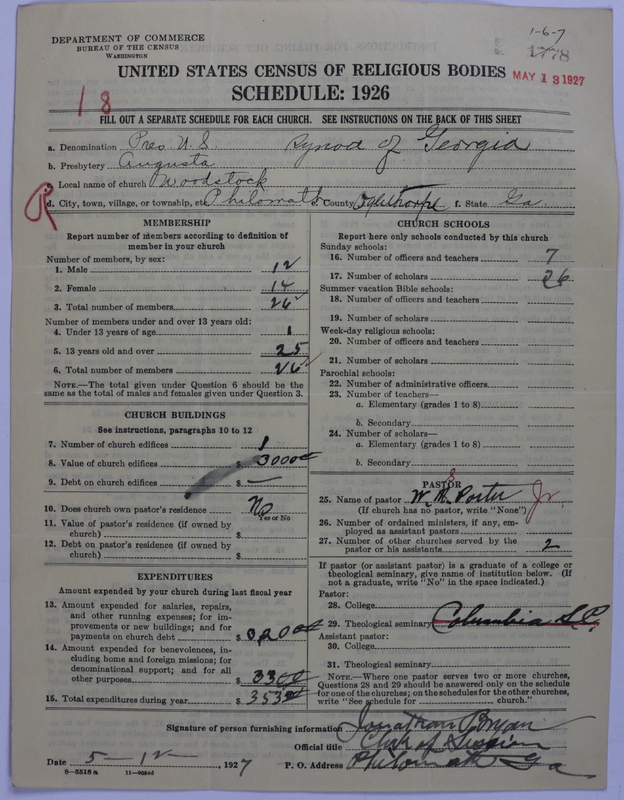 DEPARTMENT OF COMMERCE
BUREAU OF THE CENSUS
WASHINGTON
1-6-7
1778
MAY 13 1927
UNITED STATES CENSUS OF RELIGIOUS BODIES
SCHEDULE: 1926
18
FILL OUT A SEPARATE SCHEDULE FOR EACH CHURCH. SEE INSTRUCTIONS ON THE BACK OF THIS SHEET
a. Denomination Pres U. S. Synod of Georgia
b. Presbytery Augusta
c. Local name of church Woodstock
R
d. City, town, village, or township, etc. Philomath e. County Oglethorpe f. State Ga
MEMBERSHIP
Report number of members according to definition of member in your church
Number of members, by sex:
1. Male 12
2. Female 14
3. Total number of members 26
Number of members under and over 13 years old:
4. Under 13 years of age 1
5. 13 years old and over 25
6. Total number of members 26
NOTE.—The total given under Question 6 should be the same as the total of males and females given under Question 3.
CHURCH BUILDINGS
See instructions, paragraphs 10 to 12
7. Number of church edifices 1
8. Value of church edifices $ 3000
9. Debt on church edifices $ —
10. Does church own pastor's residence No
Yes or No
11. Value of pastor's residence (if owned by church) $
12. Debt on pastor's residence (if owned by church) $
EXPENDITURES
Amount expended by your church during last fiscal year
13. Amount expended for salaries, repairs, and other running expenses; for improvements or new buildings; and for payments on church debt $
14. Amount expended for benevolences, including home and foreign missions; for denominational support; and for all other purposes
15. Total expenditures during year $ 353
CHURCH SCHOOLS
Report here only schools conducted by this church
Sunday schools:
16. Number of officers and teachers 7
17. Number of scholars 26
Summer vacation Bible schools:
18. Number of officers and teachers
19. Number of scholars
Week-day religious schools:
20. Number of officers and teachers
21. Number of scholars
Parochial schools:
22. Number of administrative officers
23. Number of teachers—
a. Elementary (grades 1 to 8)
b. Secondary
24. Number of scholars—
a. Elementary (grades 1 to 8)
b. Secondary
PASTOR
8
25. Name of pastor W. M. Porter Jr.
(If church has no pastor, write "None")
26. Number of ordained ministers, if any, employed as assistant pastors
27. Number of other churches served by the pastor or his assistants 2
If pastor (or assistant pastor) is a graduate of a college or theological seminary, give name of institution below. (If not a graduate, write "No" in the space indicated.)
Pastor:
28. College
29. Theological seminary Columbia S.C.
Assistant pastor:
30. College
31. Theological seminary
NOTE.—Where one pastor serves two or more churches, Questions 28 and 29 should be answered only on the schedule for one of the churches; on the schedules for the other churches, write "See schedule for church."
Signature of person furnishing information Jonathan Bryan
Official title Clerk of Session
Date 5-12-, 1927 P. O. Address Philomath Ga
8-5518a 11-9066d